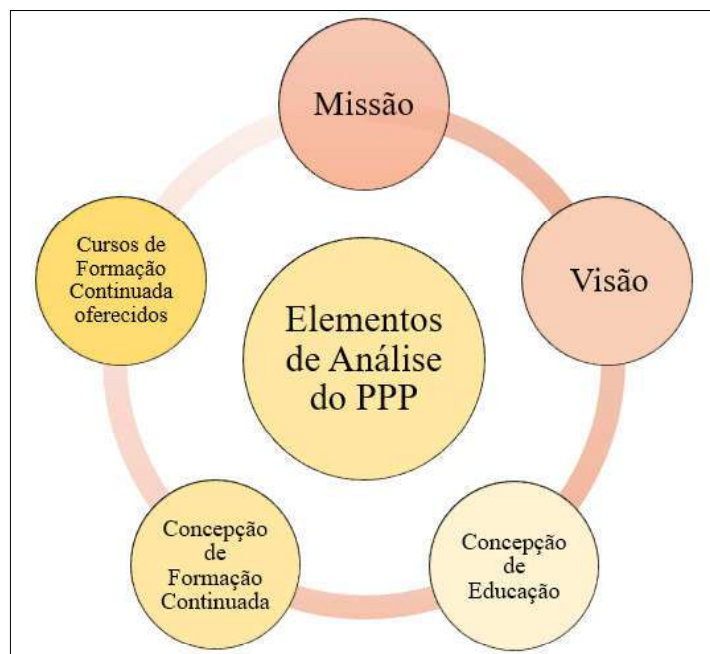 Missão
Visão
Concepção
de
Educação
Concepção
de
Formação
Continuada
Cursos de
Formação
Continuada
oferecidos
Elementos
de Análise
do PPP